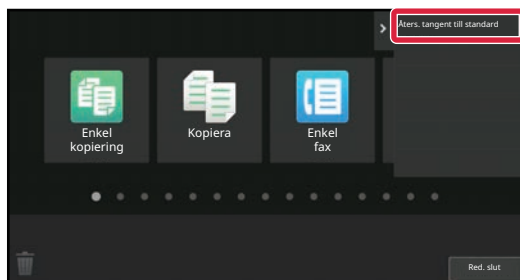 Åters. tangent till standard
Enkel
kopiering
Kopiera
Enkel
fax
Red. slut